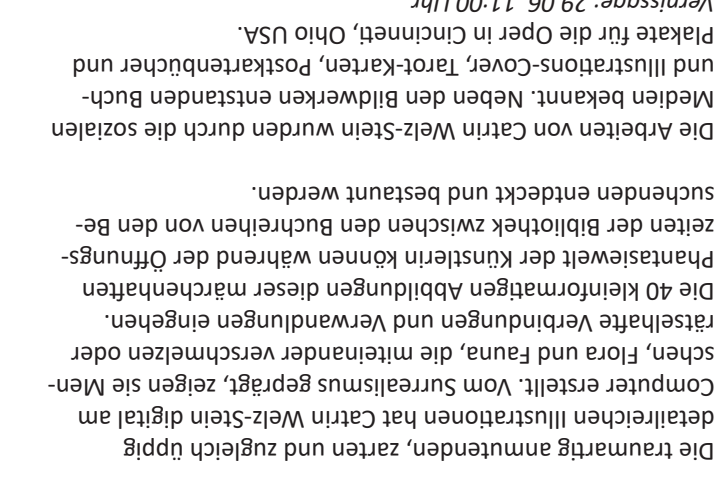 Die traumartig anmutenden, zarten und zugleich üppig
detailreichen Illustrationen hat Catrin Welz-Stein digital am
Computer erstellt. Vom Surrealismus geprägt, zeigen sie Men-
schen, Flora und Fauna, die miteinander verschmelzen oder
rätselhafte Verbindungen und Verwandlungen eingehen.
Die 40 kleinformatigen Abbildungen dieser märchenhaften
Phantasiewelt der Künstlerin können während der Öffnungs-
zeiten der Bibliothek zwischen den Buchreihen von den Be-
suchenden entdeckt und bestaunt werden.
Die Arbeiten von Catrin Welz-Stein wurden durch die sozialen
Medien bekannt. Neben den Bildwerken entstanden Buch-
und Illustrations-Cover, Tarot-Karten, Postkartenbücher und
Plakate für die Oper in Cincinneti, Ohio USA.
Vernissage: 29.06. 11:00 Uhr